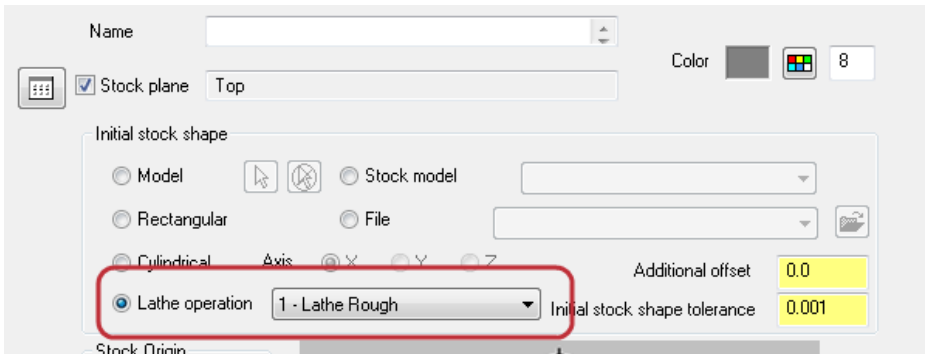 Name
Color 8
Stock plane Top
Initial stock shape
Model Stock model
Rectangular File
Cylindrical Axis X Y Z Additional offset 0.0
Lathe operation 1 - Lathe Rough Initial stock shape tolerance 0.001
Stock Origin